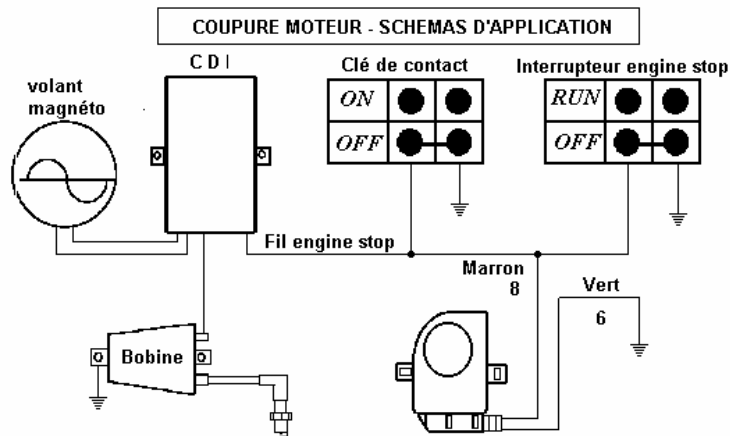 COUPURE MOTEUR - SCHEMAS D'APPLICATION
C D I
Clé de contact
Interrupteur engine stop
volant
magnéto
ON
OFF
RUN
OFF
Fil engine stop
Marron
8
Vert
6
Bobine